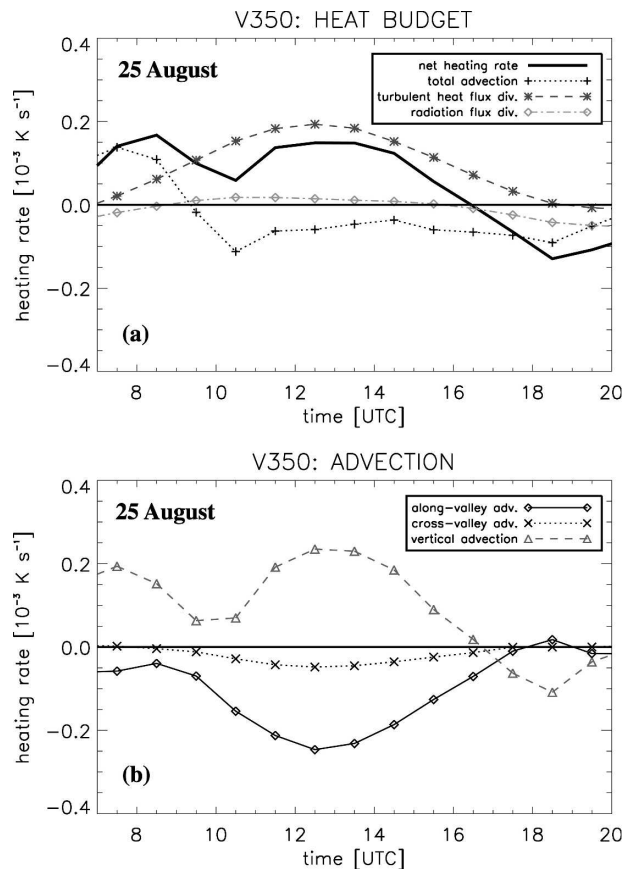 V350: HEAT BUDGET
25 August
net heating rate
total advection
turbulent heat flux div.
radiation flux div.
heating rate [10⁻³ K s⁻¹]
0.4
0.2
0.0
−0.2
−0.4
(a)
8 10 12 14 16 18 20
time [UTC]
V350: ADVECTION
25 August
along-valley adv.
cross-valley adv.
vertical advection
heating rate [10⁻³ K s⁻¹]
0.4
0.2
0.0
−0.2
−0.4
(b)
8 10 12 14 16 18 20
time [UTC]